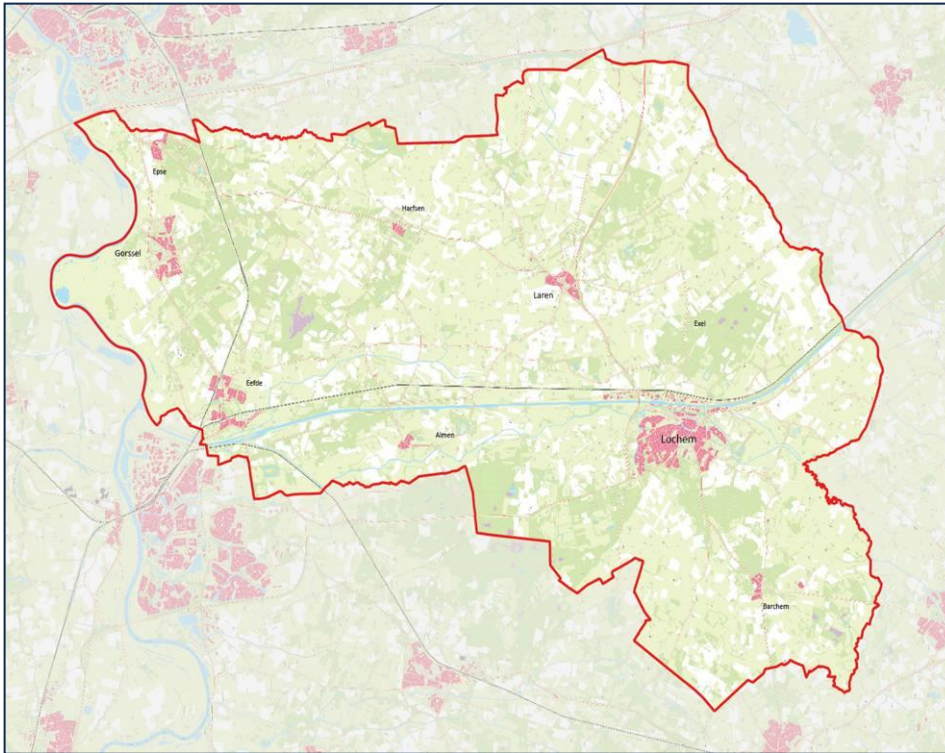 Epse
Harfsen
Gorssel
Laren
Exel
Eefde
Almen
Lochem
Barchem